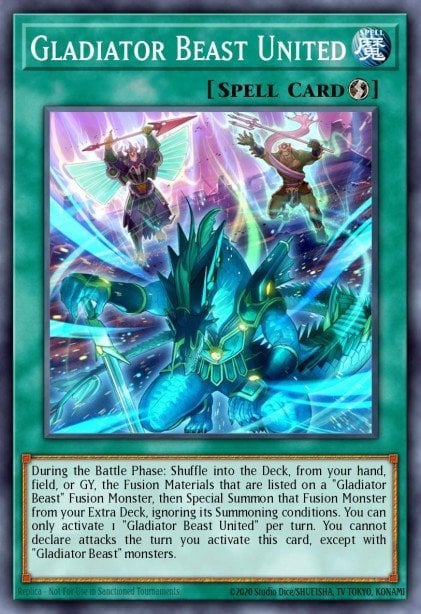 GLADIATOR BEAST UNITED
SPELL
魔
[SPELL CARD]
During the Battle Phase: Shuffle into the Deck, from your hand,
field, or GY, the Fusion Materials that are listed on a "Gladiator
Beast" Fusion Monster, then Special Summon that Fusion Monster
from your Extra Deck, ignoring its Summoning conditions. You can
only activate 1 "Gladiator Beast United" per turn. You cannot
declare attacks the turn you activate this card, except with
"Gladiator Beast" monsters.
Replica - Not For Use in Sanctioned Tournaments
©2020 Studio Dice/SHUEISHA, TV TOKYO, KONAMI